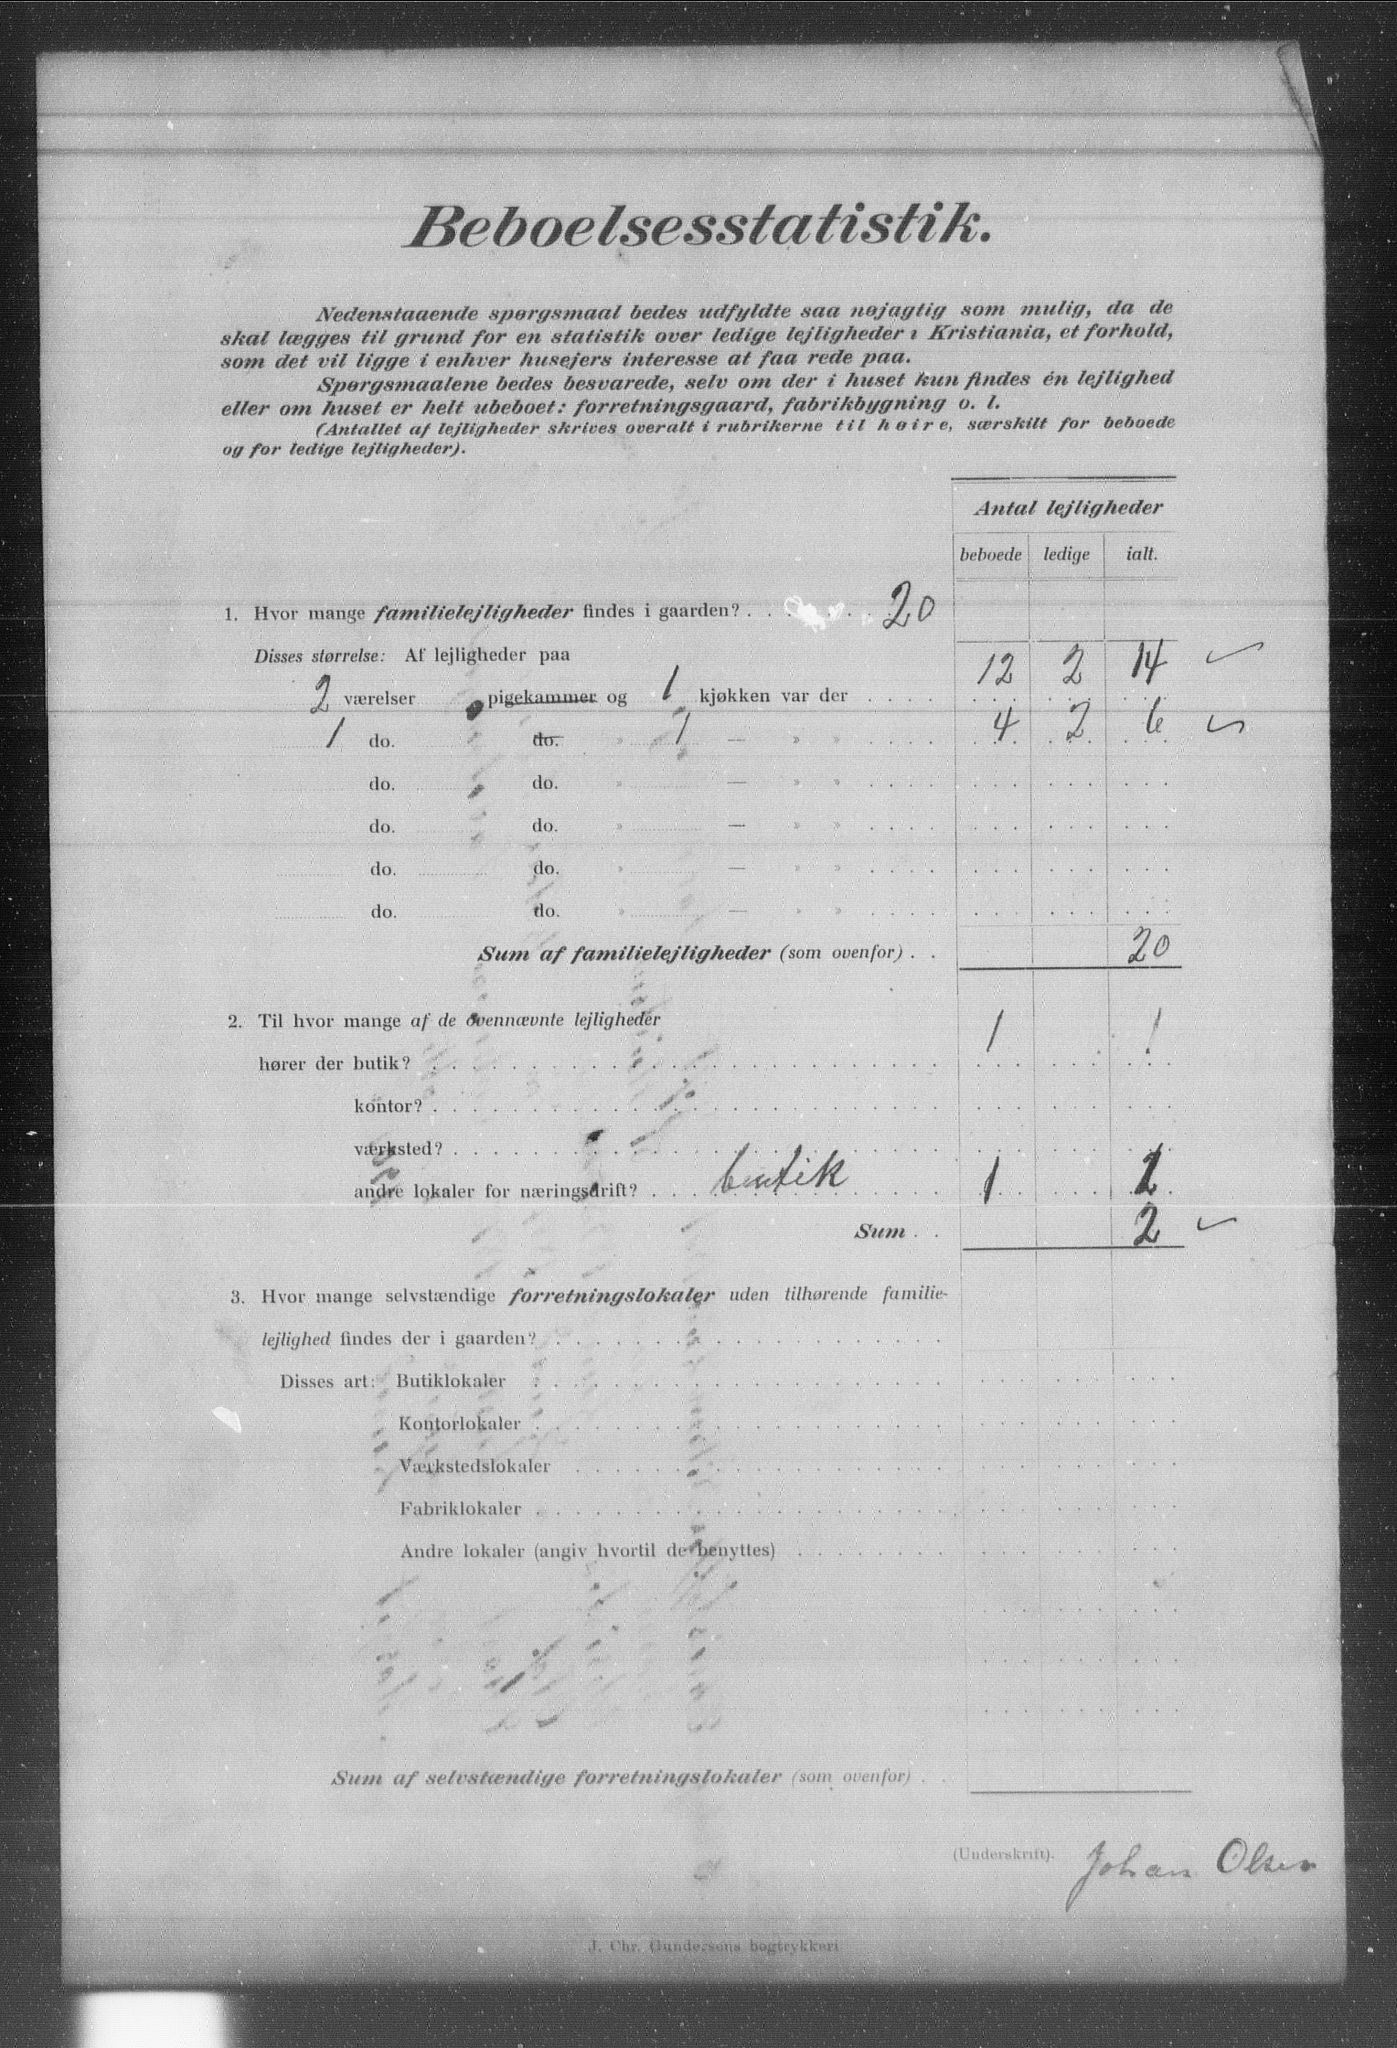 Beboelsesstatistik.
Nedenstaaende spørgsmaal bedes udfyldte saa nøjagtig som mulig, da de
skal lægges til grund for en statistik over ledige lejligheder i Kristiania, et forhold,
som det vil ligge i enhver husejers interesse at faa rede paa.
Spørgsmaalene bedes besvarede, selv om der i huset kun findes én lejlighed
eller om huset er helt ubeboet: forretningsgaard, fabrikbygning o. l.
(Antallet af lejligheder skrives overalt i rubrikerne til høire, særskilt for beboede
og for ledige lejligheder).
Antal lejligheder
beboede ledige ialt.
1. Hvor mange familielejligheder findes i gaarden? . . . . . . . 20
Disses størrelse: Af lejligheder paa
2 værelser pigekammer og 1 kjøkken var der . . . . 12 2 14
1 do. do. » 1 — » » . . . . 4 2 6
do. do. » — » » . . . .
do. do. » — » » . . . .
do. do. » — » » . . . .
do. do. » — » » . . . .
Sum af familielejligheder (som ovenfor) . . 20
2. Til hvor mange af de ovennævnte lejligheder
hører der butik? . . . . 1 1
kontor? . . . .
værksted? . . . .
andre lokaler for næringsdrift? . . . butik 1 1
Sum . . 2
3. Hvor mange selvstændige forretningslokaler uden tilhørende familie-
lejlighed findes der i gaarden? . . . .
Disses art: Butiklokaler . . . .
Kontorlokaler . . . .
Værkstedslokaler . . . .
Fabriklokaler . . . .
Andre lokaler (angiv hvortil de benyttes) . . . .
Sum af selvstændige forretningslokaler (som ovenfor) . .
(Underskrift). Johan Olsen
J. Chr. Gundersens bogtrykkeri